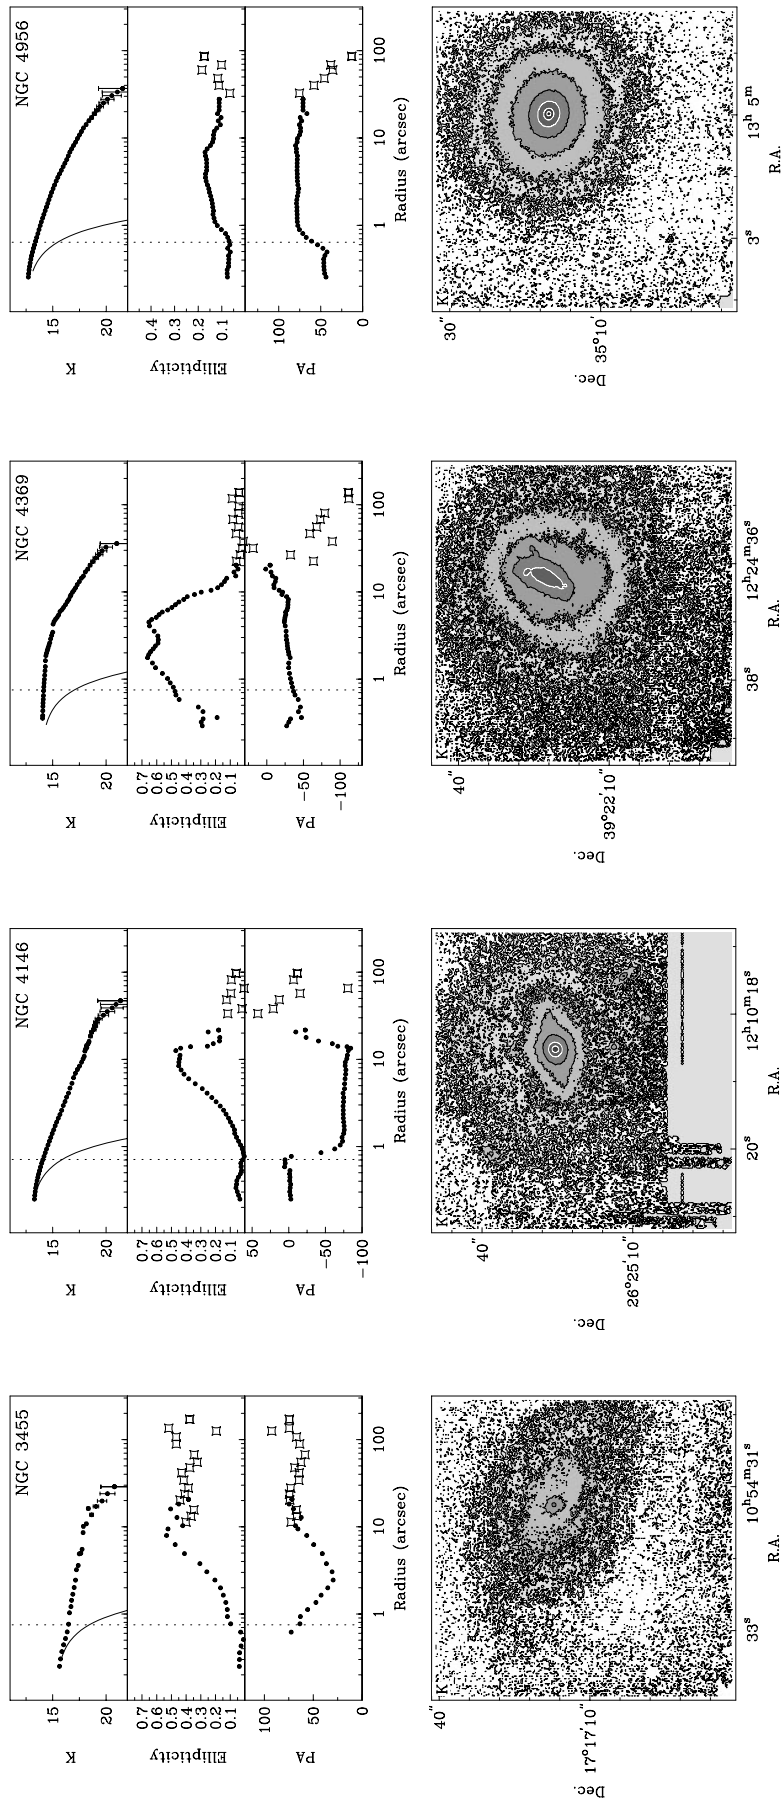 NGC 3455
K
15
20
Ellipticity
0.7
0.6
0.5
0.4
0.3
0.2
0.1
PA
100
50
0
1
10
100
Radius (arcsec)
NGC 4146
K
15
20
Ellipticity
0.7
0.6
0.5
0.4
0.3
0.2
0.1
PA
50
0
−50
−100
1
10
100
Radius (arcsec)
NGC 4369
K
15
20
Ellipticity
0.7
0.6
0.5
0.4
0.3
0.2
0.1
PA
0
−50
−100
1
10
100
Radius (arcsec)
NGC 4956
K
15
20
Ellipticity
0.4
0.3
0.2
0.1
PA
100
50
0
1
10
100
Radius (arcsec)
K
40"
17°17'10"
Dec.
33s
10h54m31s
R.A.
K
40"
26°25'10"
Dec.
20s
12h10m18s
R.A.
K
40"
39°22'10"
Dec.
38s
12h24m36s
R.A.
K
30"
35°10'
Dec.
3s
13h 5m
R.A.